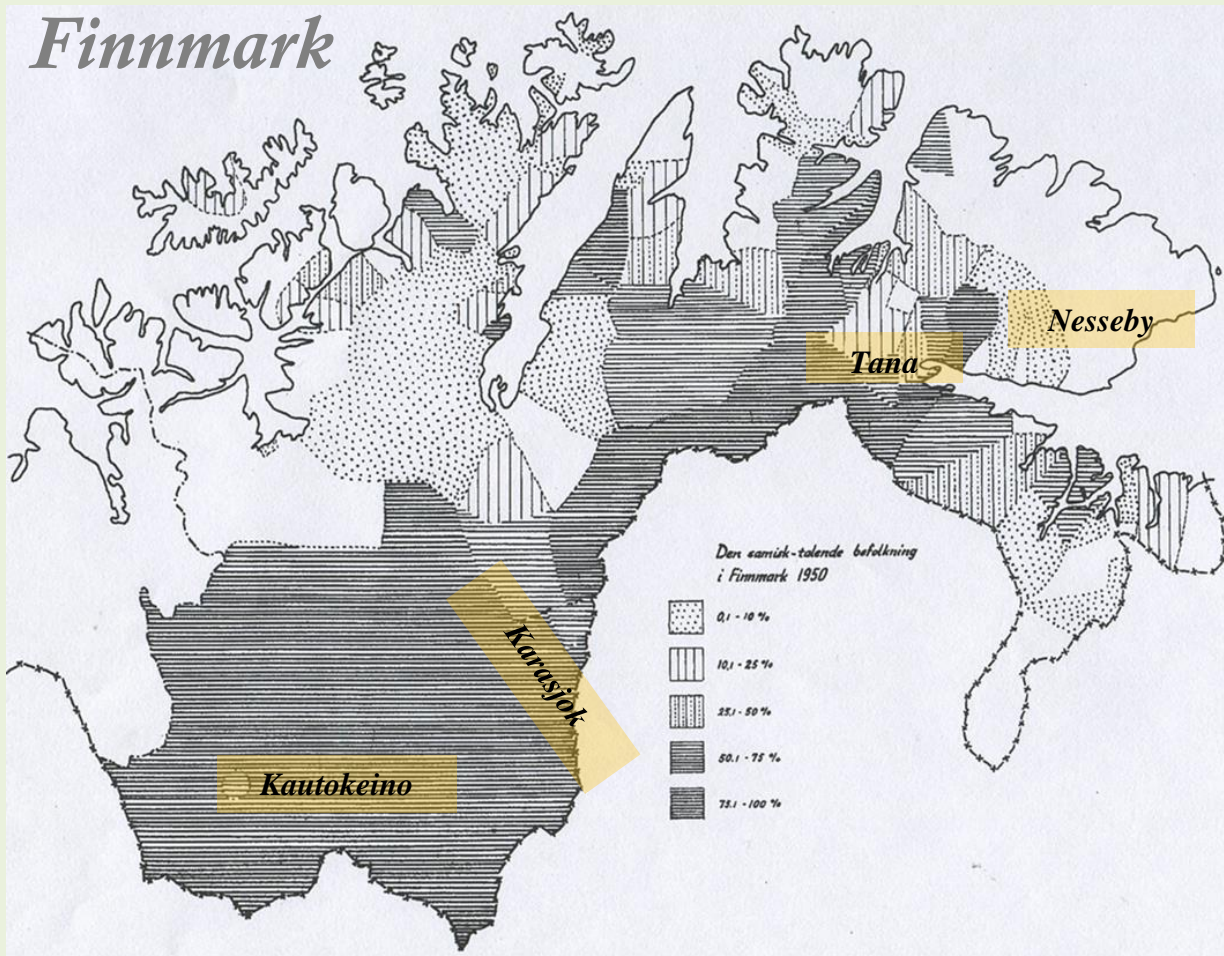 Finnmark
Nesseby
Tana
Den samisk-talende befolkning
i Finnmark 1950
0,1 - 10 %
10,1 - 25 %
25.1 - 50 %
50.1 - 75 %
75.1 - 100 %
Karasjok
Kautokeino